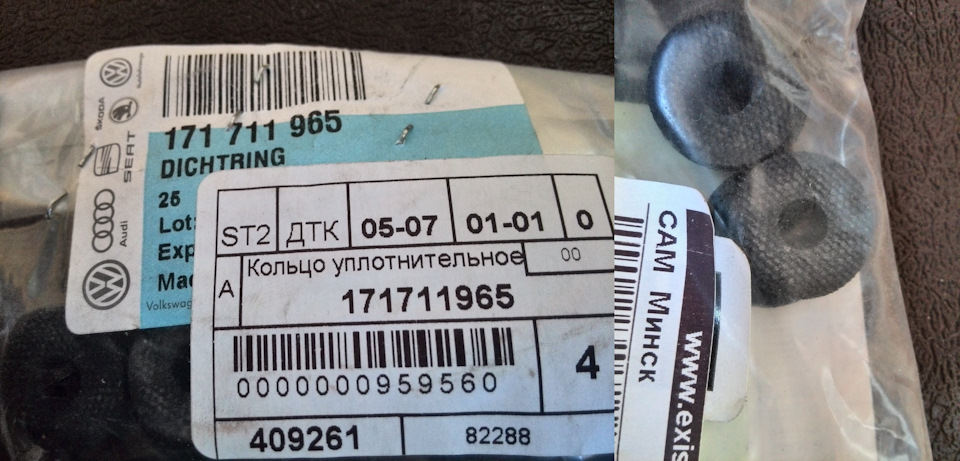 171 711 965
DICHTRING
25
Lot:
Exp
Mad
Volkswag
ŠKODA
SEAT
Audi
ST2 ДТК 05-07 01-01 0
A Кольцо уплотнительное 00
171711965
0000000959560
4
409261 82288
САМ Минск
www.exis